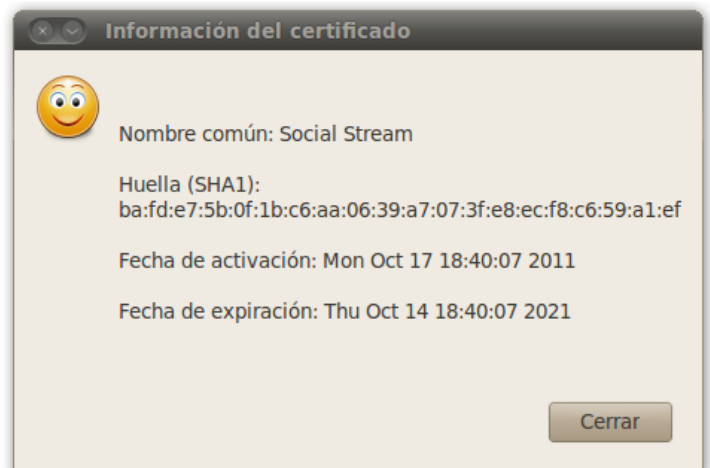 Información del certificado
Nombre común: Social Stream
Huella (SHA1):
ba:fd:e7:5b:0f:1b:c6:aa:06:39:a7:07:3f:e8:ec:f8:c6:59:a1:ef
Fecha de activación: Mon Oct 17 18:40:07 2011
Fecha de expiración: Thu Oct 14 18:40:07 2021
Cerrar